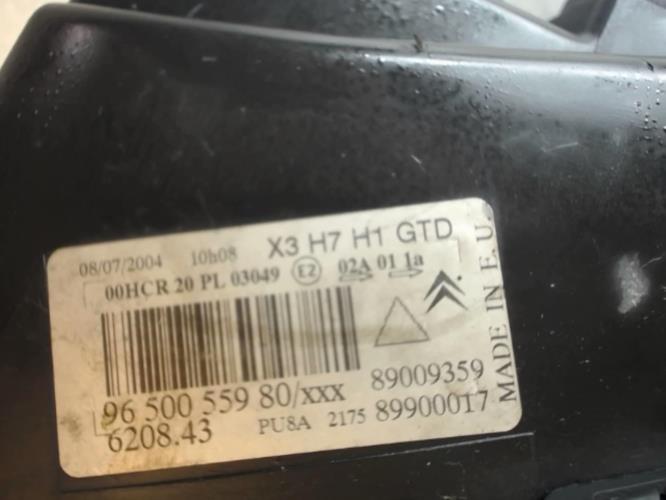 08/07/2004 10h08 X3 H7 H1 GTD
00HCR 20 PL 03049 E2 02A 01 1a
96 500 559 80/xxx 89009359
6208.43 PU8A 2175 89900017
MADE IN E.U.